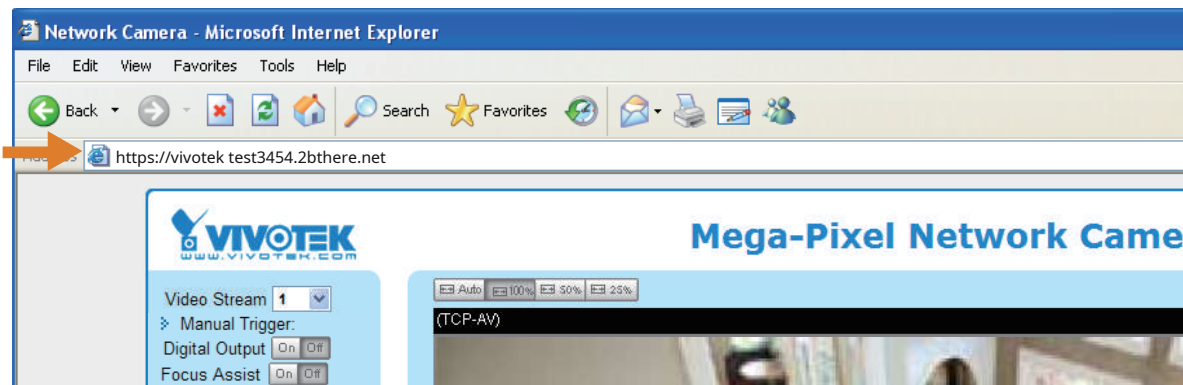 Network Camera - Microsoft Internet Explorer
File Edit View Favorites Tools Help
Back Search Favorites
https://vivotek test3454.2bthere.net
VIVOTEK
www.vivotek.com
Mega-Pixel Network Came
Auto 100% 50% 25%
Video Stream 1
(TCP-AV)
Manual Trigger:
Digital Output On Off
Focus Assist On Off